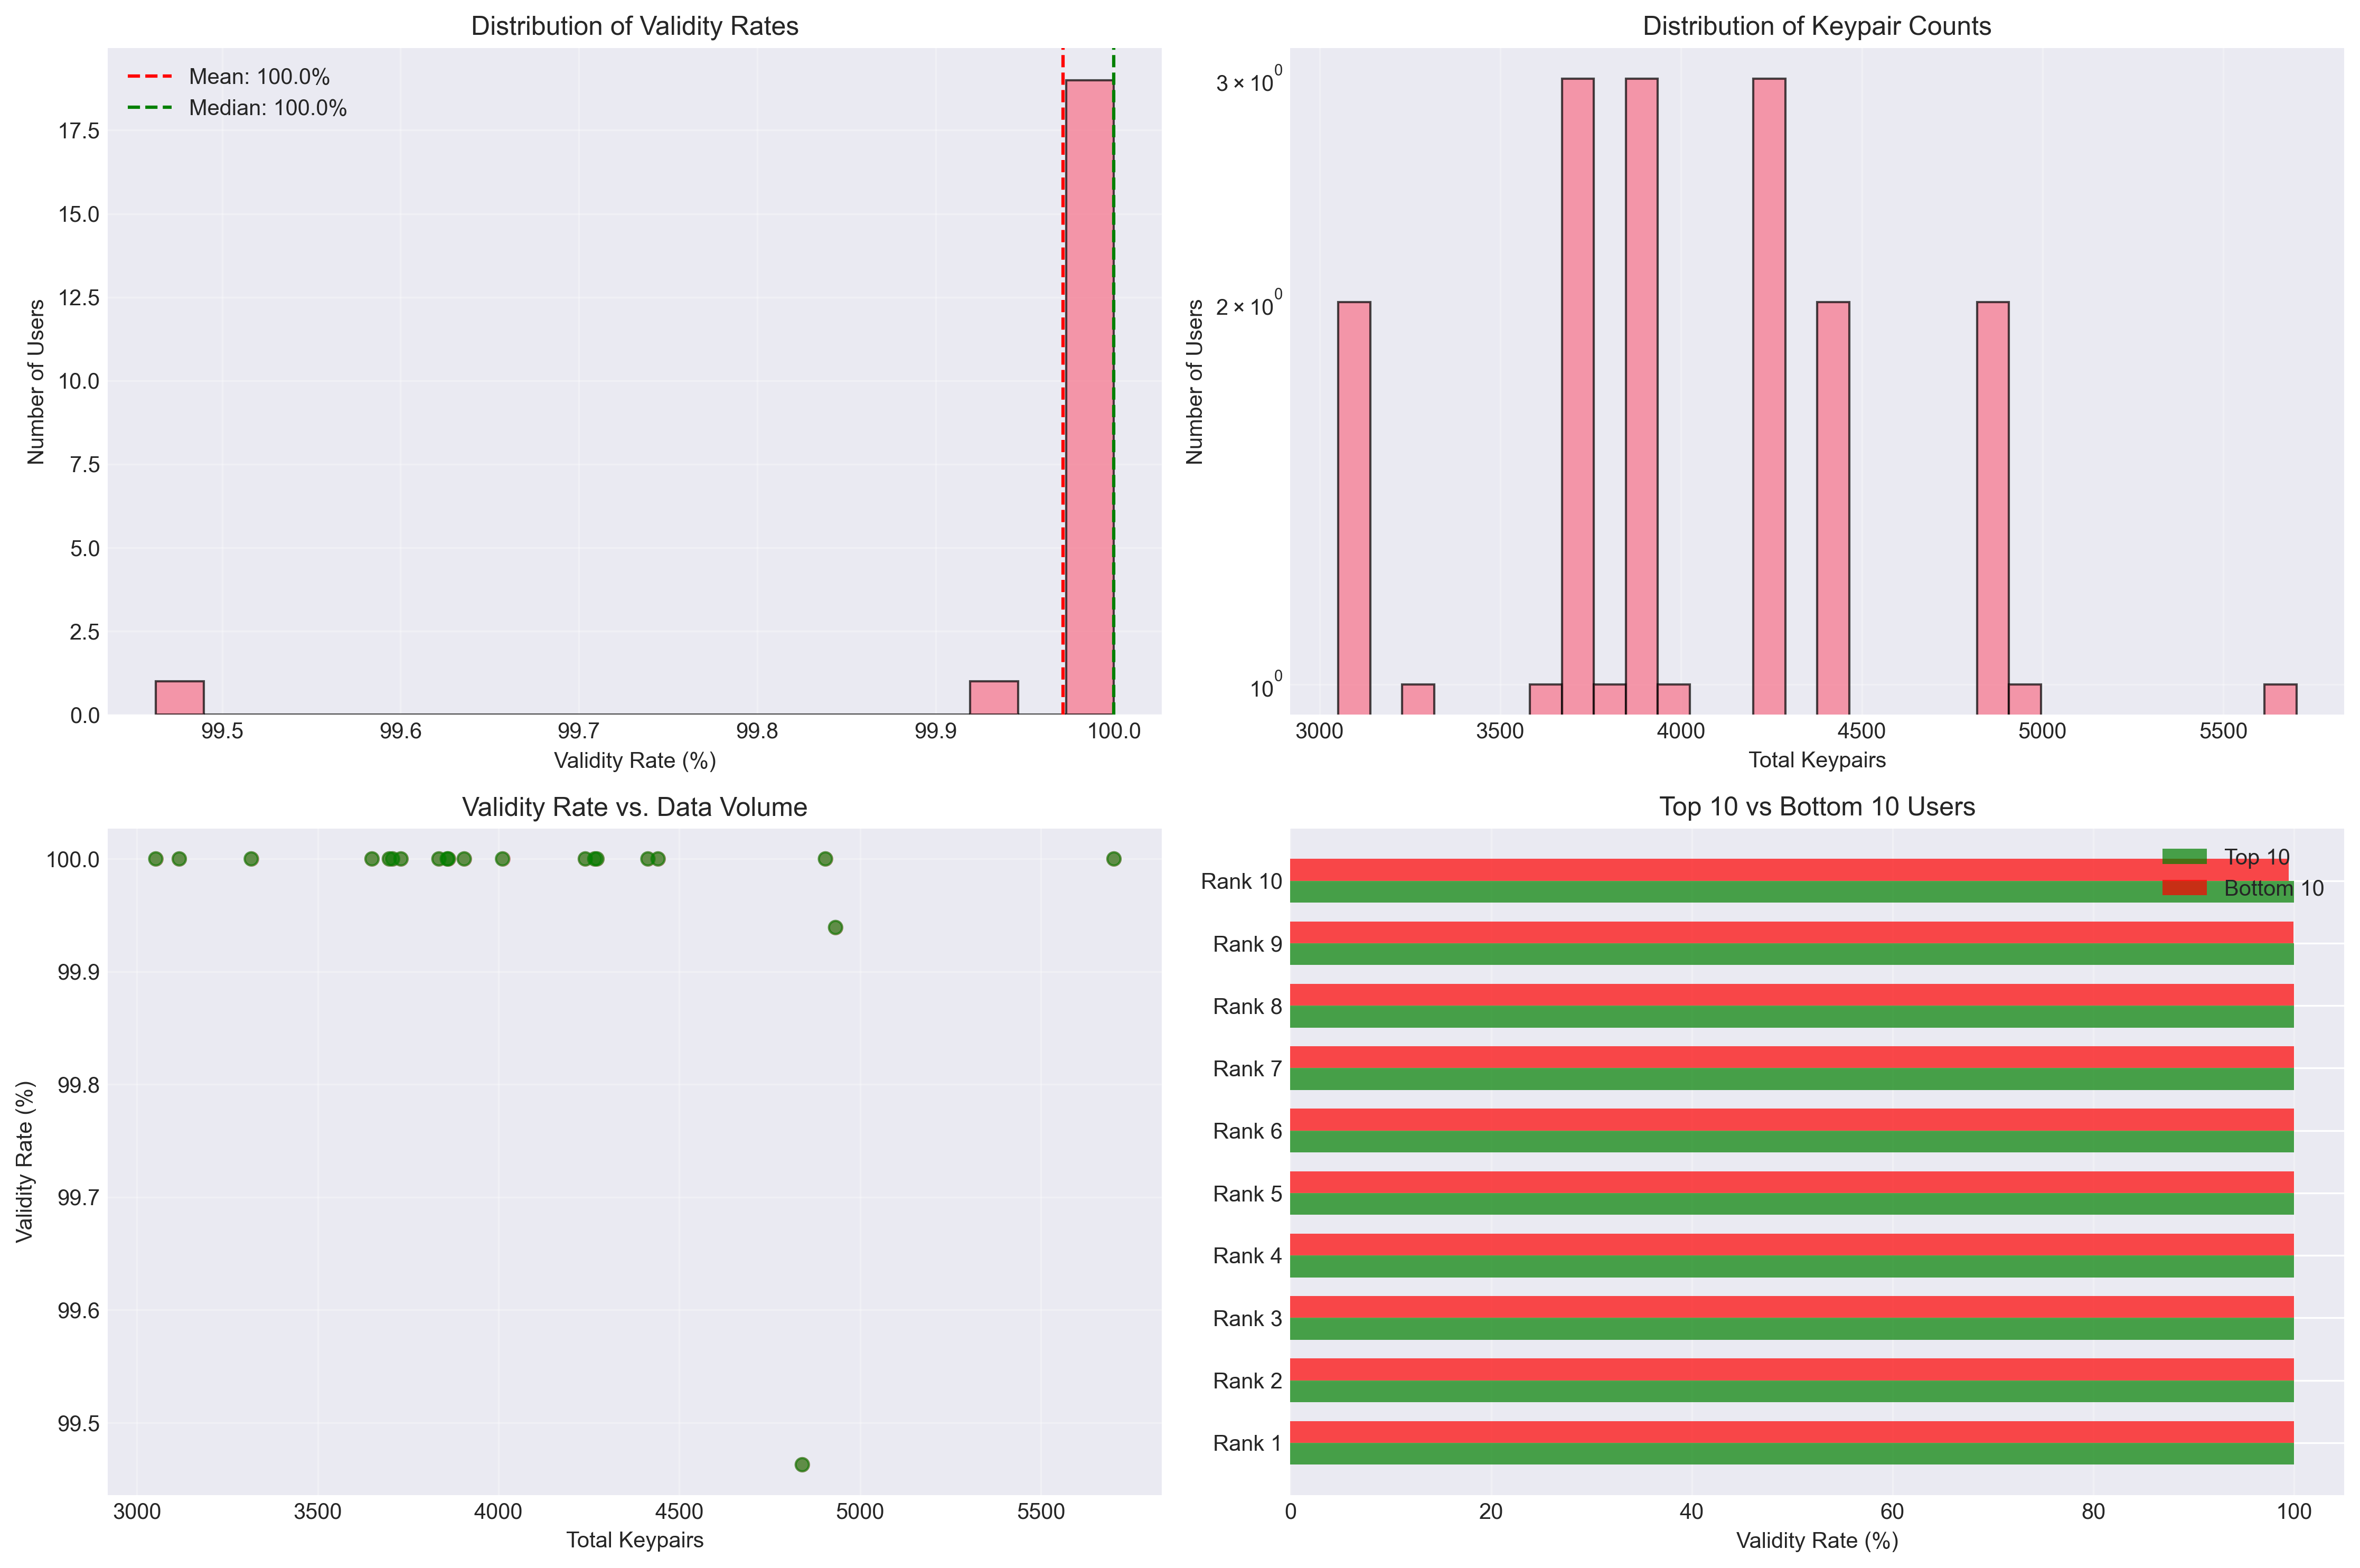 Distribution of Validity Rates
Mean: 100.0%
Median: 100.0%
Number of Users
17.5
15.0
12.5
10.0
7.5
5.0
2.5
0.0
99.5 99.6 99.7 99.8 99.9 100.0
Validity Rate (%)
Distribution of Keypair Counts
Number of Users
3 × 10⁰
2 × 10⁰
10⁰
3000 3500 4000 4500 5000 5500
Total Keypairs
Validity Rate vs. Data Volume
Validity Rate (%)
100.0
99.9
99.8
99.7
99.6
99.5
3000 3500 4000 4500 5000 5500
Total Keypairs
Top 10 vs Bottom 10 Users
Top 10
Bottom 10
Rank 10
Rank 9
Rank 8
Rank 7
Rank 6
Rank 5
Rank 4
Rank 3
Rank 2
Rank 1
0 20 40 60 80 100
Validity Rate (%)